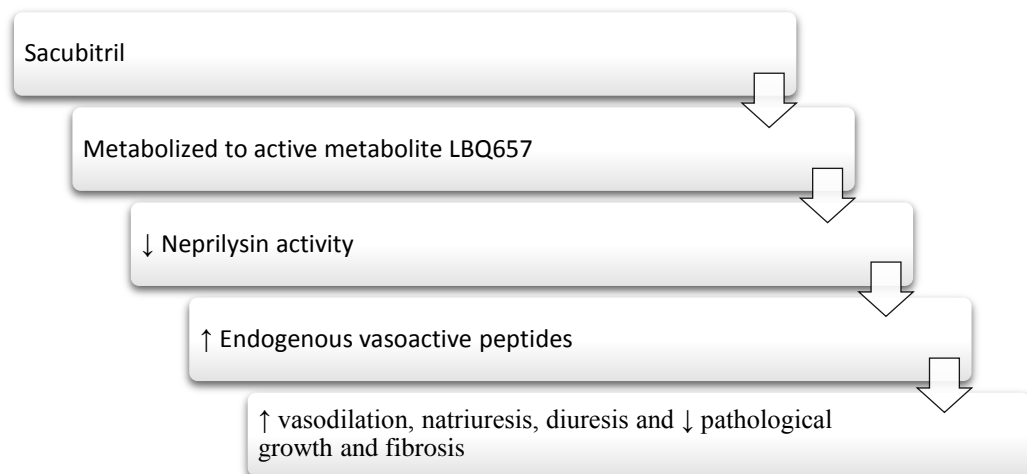 Sacubitril
Metabolized to active metabolite LBQ657
↓ Neprilysin activity
↑ Endogenous vasoactive peptides
↑ vasodilation, natriuresis, diuresis and ↓ pathological
growth and fibrosis